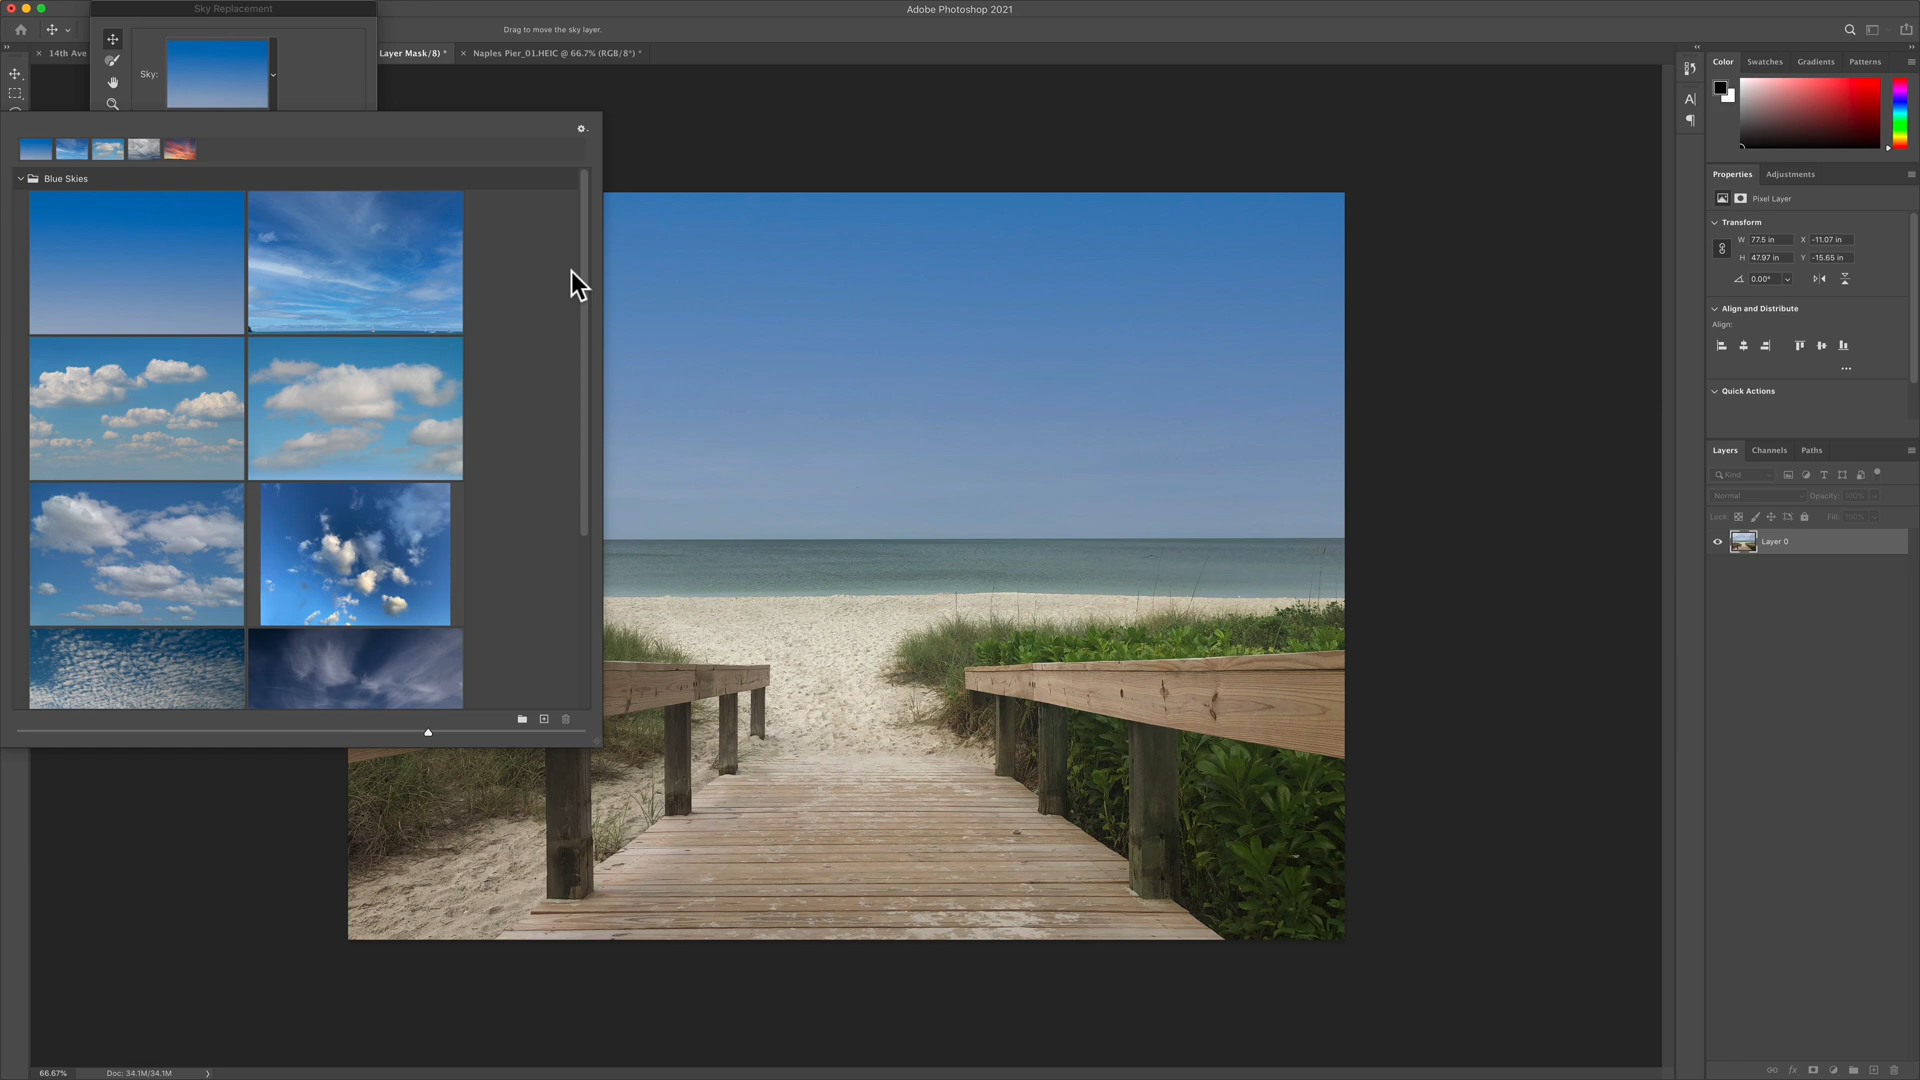 Sky Replacement
Adobe Photoshop 2021
Drag to move the sky layer.
14th Ave
Layer Mask/8) *
Naples Pier_01.HEIC @ 66.7% (RGB/8*) *
Sky:
Blue Skies
Color
Swatches
Gradients
Patterns
Properties
Adjustments
Pixel Layer
Transform
W 77.5 in X -11.07 in
H 47.97 in Y -15.65 in
0.00°
Align and Distribute
Align:
Quick Actions
Layers
Channels
Paths
Kind
Normal
Opacity: 100%
Lock:
Fill: 100%
Layer 0
66.67%
Doc: 34.1M/34.1M